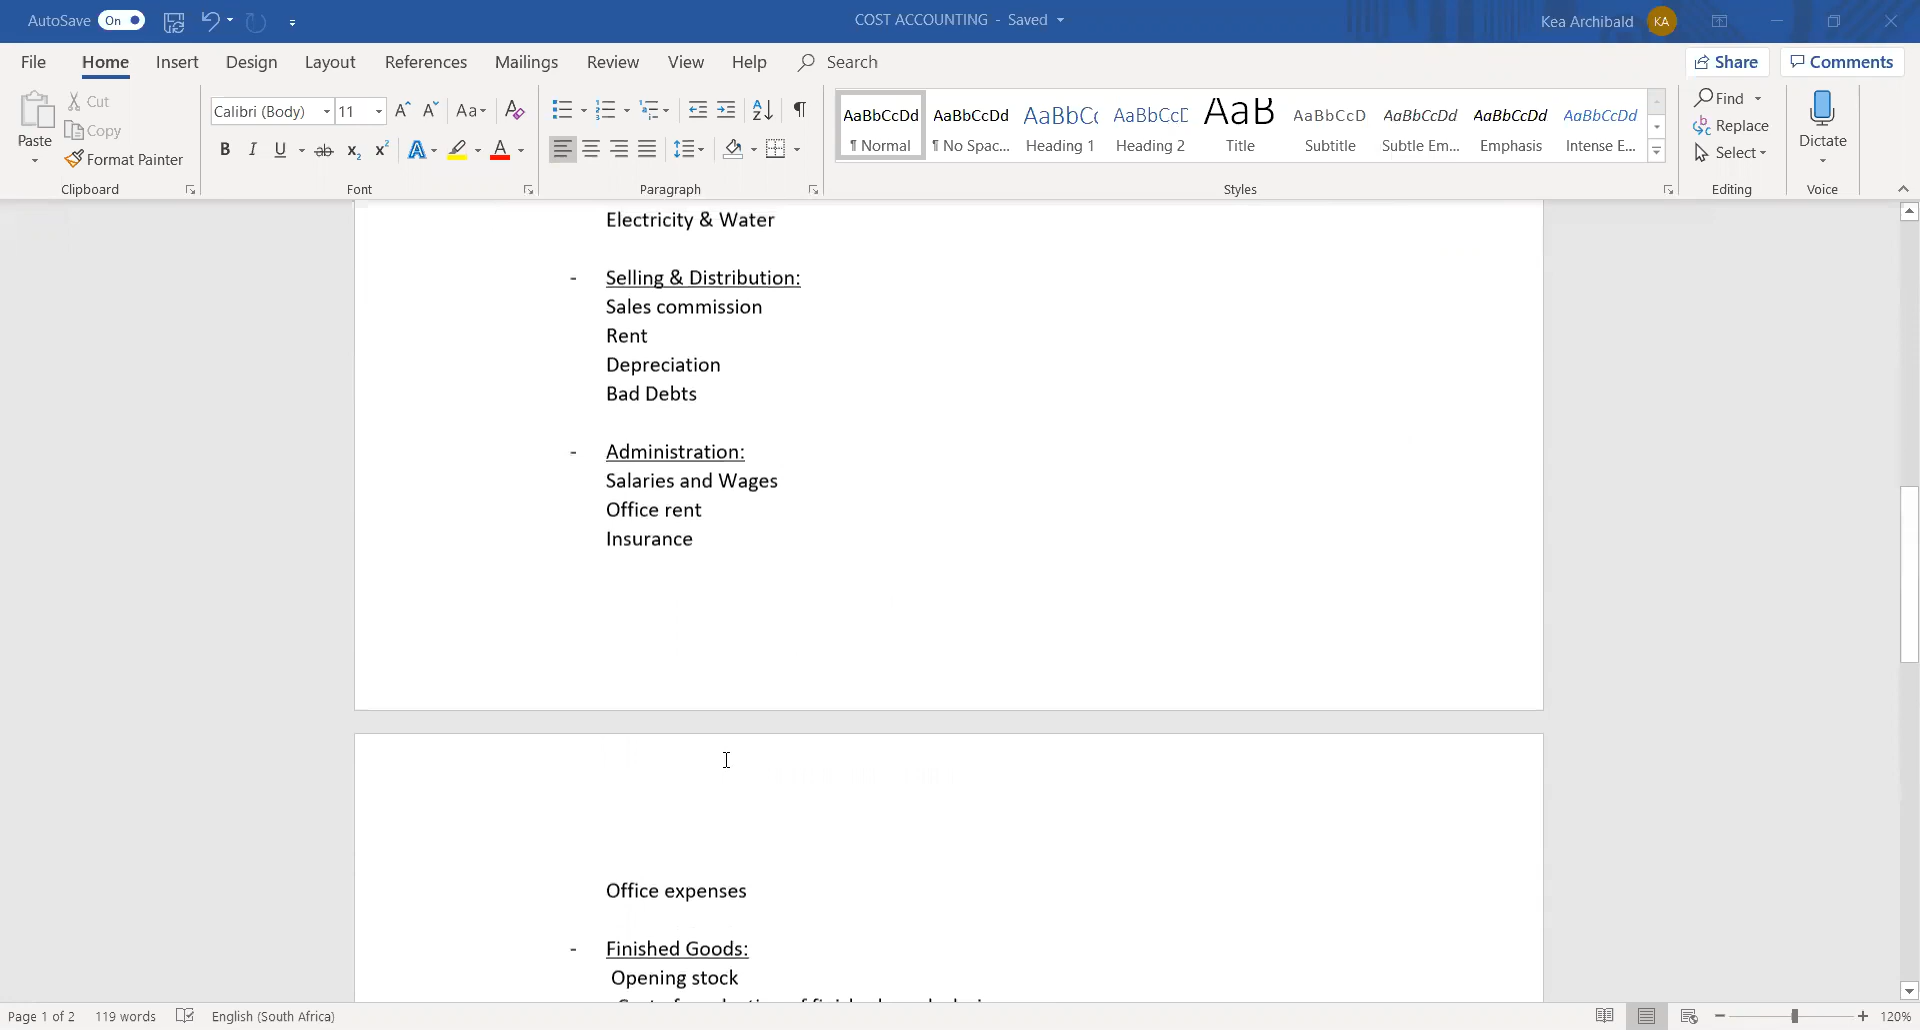 AutoSave On
COST ACCOUNTING - Saved
Kea Archibald KA
File Home Insert Design Layout References Mailings Review View Help Search
Share Comments
Paste
Cut
Copy
Format Painter
Clipboard
Calibri (Body) 11
Font
Paragraph
AaBbCcDd AaBbCcDd AaBbCc AaBbCcD AaB AaBbCcD AaBbCcDd AaBbCcDd AaBbCcDd
¶ Normal ¶ No Spac... Heading 1 Heading 2 Title Subtitle Subtle Em... Emphasis Intense E...
Styles
Find
Replace
Select
Editing
Dictate
Voice
Electricity & Water
- Selling & Distribution:
Sales commission
Rent
Depreciation
Bad Debts
- Administration:
Salaries and Wages
Office rent
Insurance
Office expenses
- Finished Goods:
Opening stock
Page 1 of 2 119 words English (South Africa) 120%